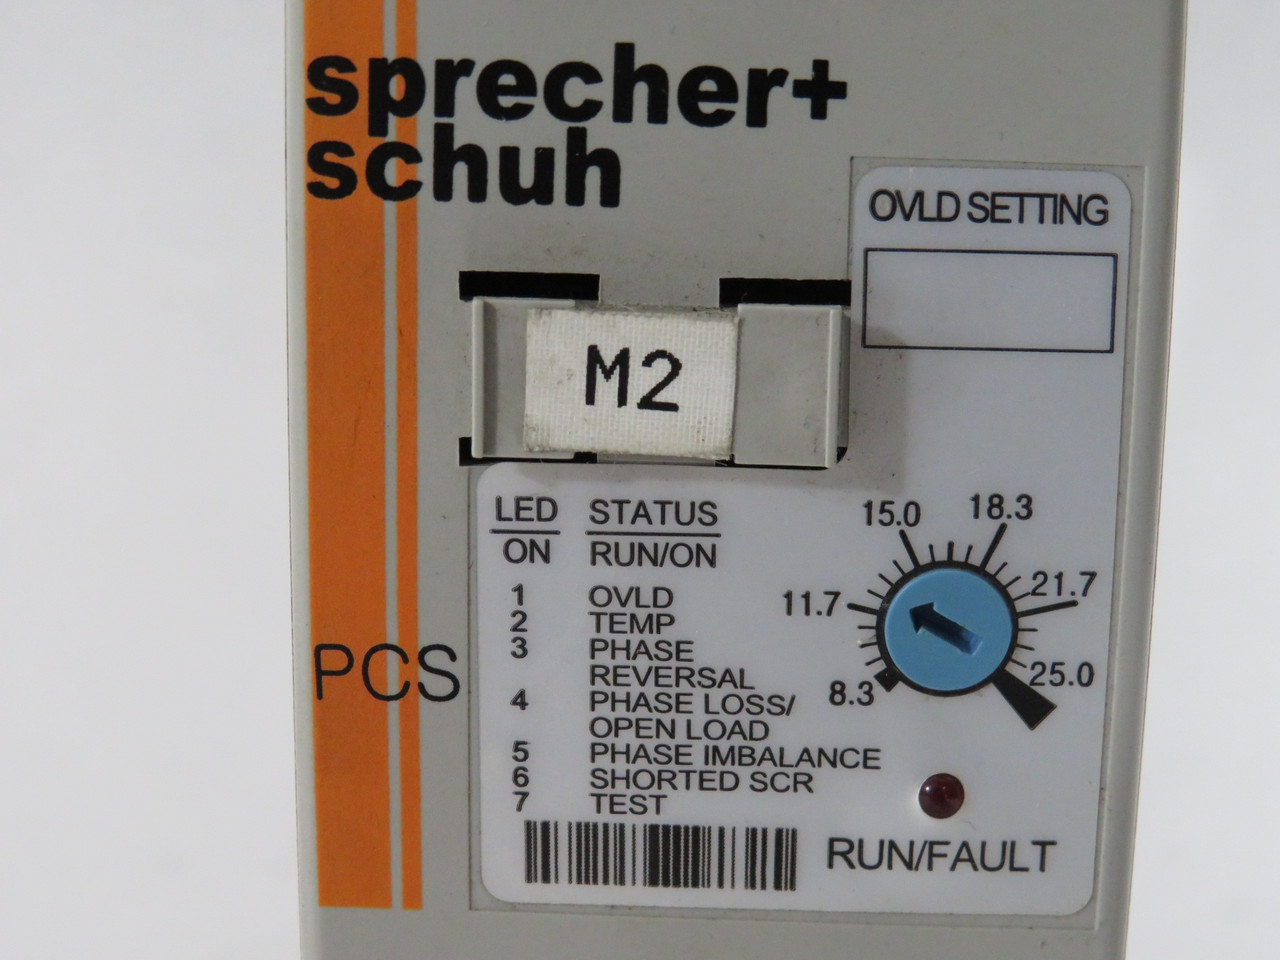 sprecher+
schuh
OVLD SETTING
M2
LED STATUS
ON RUN/ON
1 OVLD
2 TEMP
3 PHASE
REVERSAL
4 PHASE LOSS/
OPEN LOAD
5 PHASE IMBALANCE
6 SHORTED SCR
7 TEST
PCS
15.0 18.3
11.7 21.7
8.3 25.0
RUN/FAULT